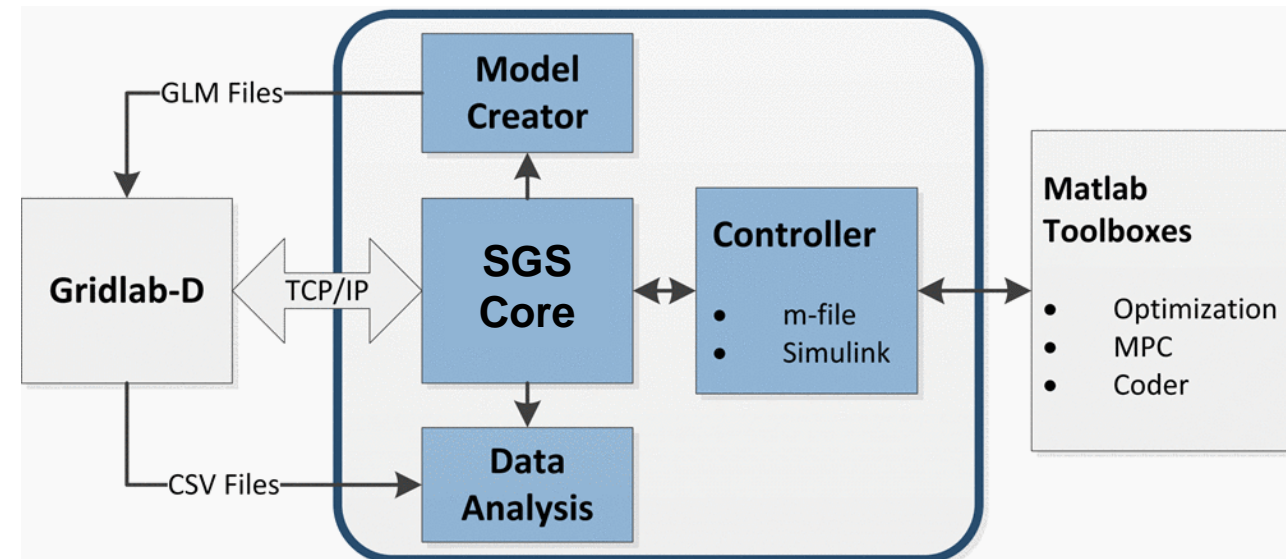 Model
Creator
GLM Files
Gridlab-D
TCP/IP
SGS
Core
Controller
• m-file
• Simulink
Matlab
Toolboxes
• Optimization
• MPC
• Coder
CSV Files
Data
Analysis